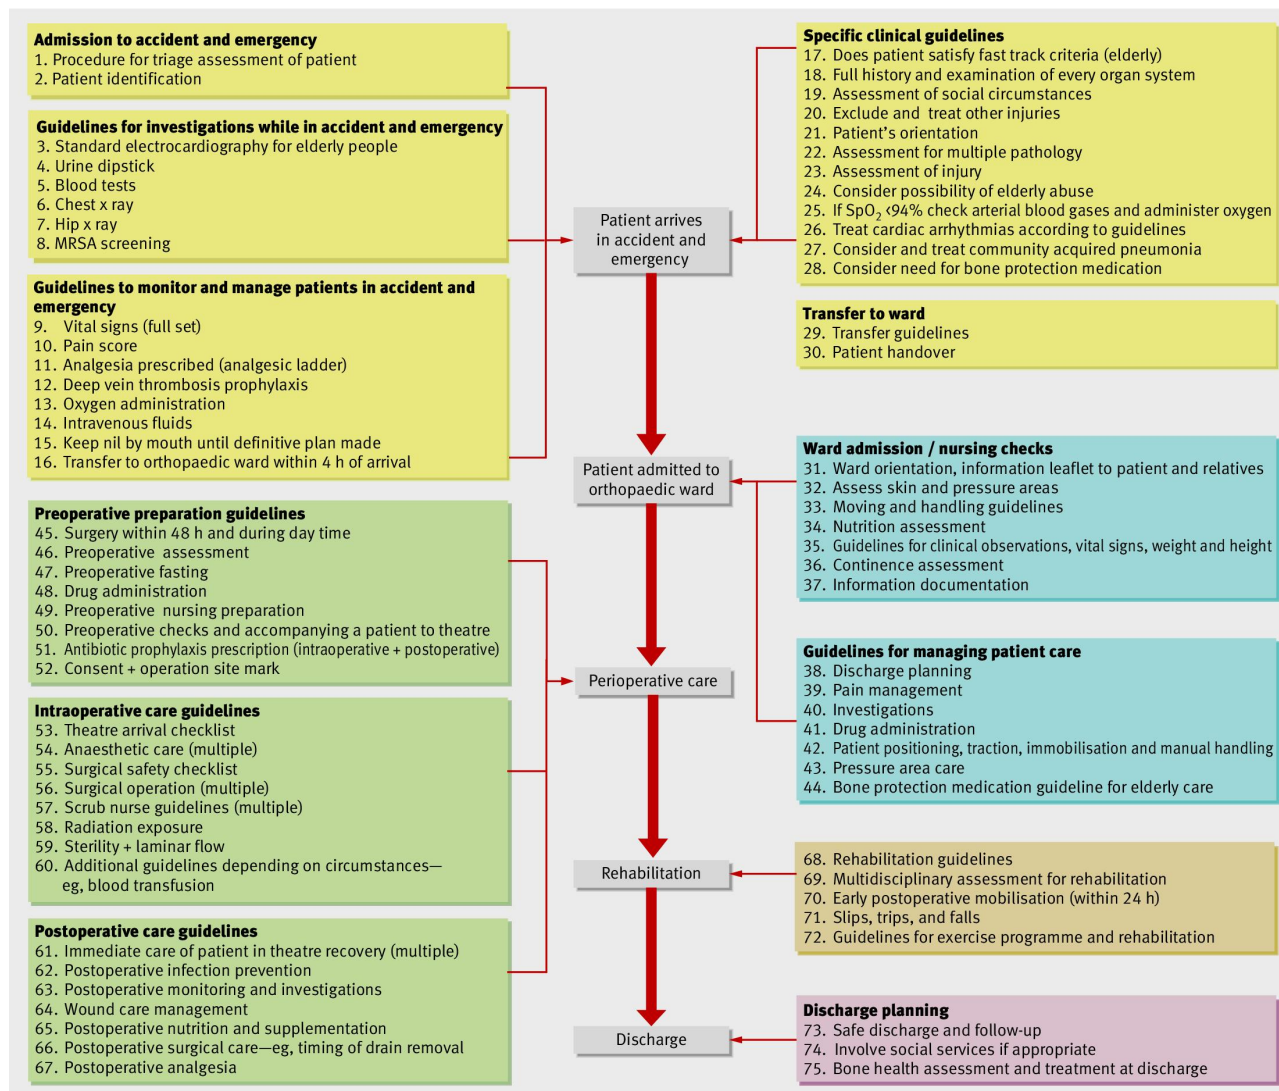 Admission to accident and emergency
1. Procedure for triage assessment of patient
2. Patient identification
Guidelines for investigations while in accident and emergency
3. Standard electrocardiography for elderly people
4. Urine dipstick
5. Blood tests
6. Chest x ray
7. Hip x ray
8. MRSA screening
Guidelines to monitor and manage patients in accident and
emergency
9. Vital signs (full set)
10. Pain score
11. Analgesia prescribed (analgesic ladder)
12. Deep vein thrombosis prophylaxis
13. Oxygen administration
14. Intravenous fluids
15. Keep nil by mouth until definitive plan made
16. Transfer to orthopaedic ward within 4 h of arrival
Specific clinical guidelines
17. Does patient satisfy fast track criteria (elderly)
18. Full history and examination of every organ system
19. Assessment of social circumstances
20. Exclude and treat other injuries
21. Patient's orientation
22. Assessment for multiple pathology
23. Assessment of injury
24. Consider possibility of elderly abuse
25. If SpO₂ <94% check arterial blood gases and administer oxygen
26. Treat cardiac arrhythmias according to guidelines
27. Consider and treat community acquired pneumonia
28. Consider need for bone protection medication
Transfer to ward
29. Transfer guidelines
30. Patient handover
Patient arrives
in accident and
emergency
Patient admitted to
orthopaedic ward
Ward admission / nursing checks
31. Ward orientation, information leaflet to patient and relatives
32. Assess skin and pressure areas
33. Moving and handling guidelines
34. Nutrition assessment
35. Guidelines for clinical observations, vital signs, weight and height
36. Continence assessment
37. Information documentation
Guidelines for managing patient care
38. Discharge planning
39. Pain management
40. Investigations
41. Drug administration
42. Patient positioning, traction, immobilisation and manual handling
43. Pressure area care
44. Bone protection medication guideline for elderly care
Preoperative preparation guidelines
45. Surgery within 48 h and during day time
46. Preoperative assessment
47. Preoperative fasting
48. Drug administration
49. Preoperative nursing preparation
50. Preoperative checks and accompanying a patient to theatre
51. Antibiotic prophylaxis prescription (intraoperative + postoperative)
52. Consent + operation site mark
Perioperative care
Intraoperative care guidelines
53. Theatre arrival checklist
54. Anaesthetic care (multiple)
55. Surgical safety checklist
56. Surgical operation (multiple)
57. Scrub nurse guidelines (multiple)
58. Radiation exposure
59. Sterility + laminar flow
60. Additional guidelines depending on circumstances—
eg, blood transfusion
Postoperative care guidelines
61. Immediate care of patient in theatre recovery (multiple)
62. Postoperative infection prevention
63. Postoperative monitoring and investigations
64. Wound care management
65. Postoperative nutrition and supplementation
66. Postoperative surgical care—eg, timing of drain removal
67. Postoperative analgesia
Rehabilitation
68. Rehabilitation guidelines
69. Multidisciplinary assessment for rehabilitation
70. Early postoperative mobilisation (within 24 h)
71. Slips, trips, and falls
72. Guidelines for exercise programme and rehabilitation
Discharge
Discharge planning
73. Safe discharge and follow-up
74. Involve social services if appropriate
75. Bone health assessment and treatment at discharge